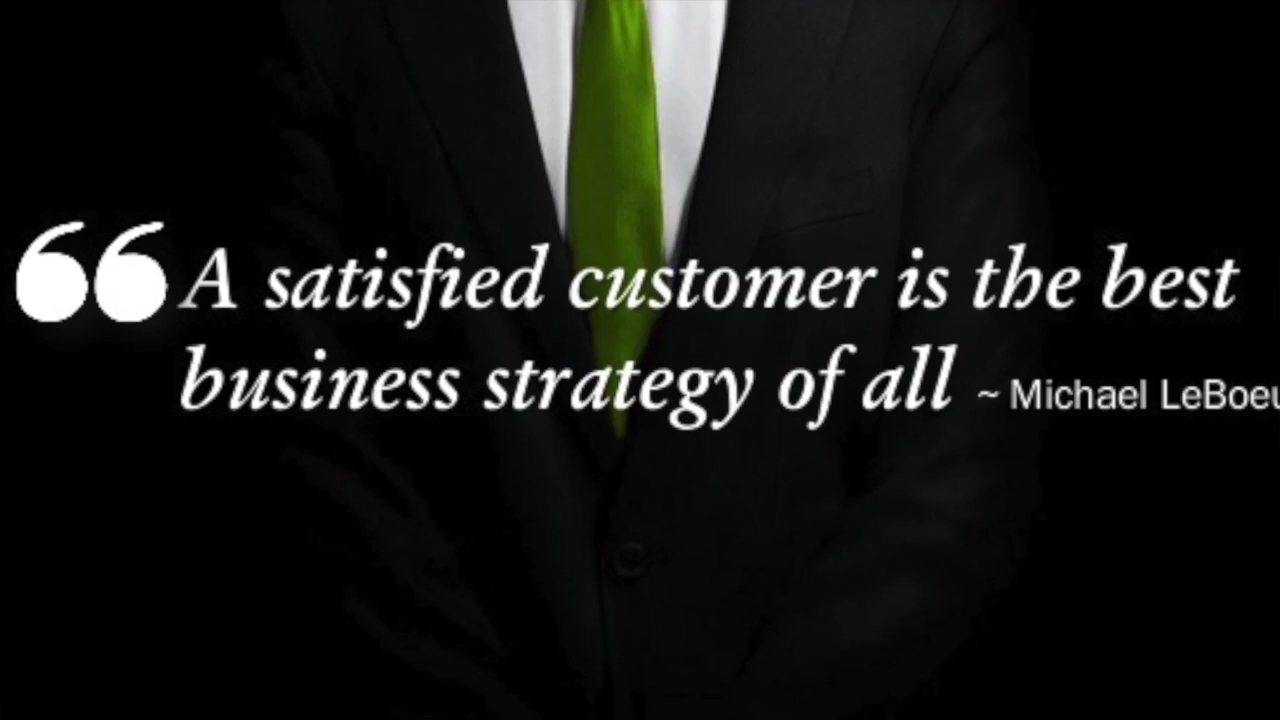 “A satisfied customer is the best
business strategy of all ~ Michael LeBoeu